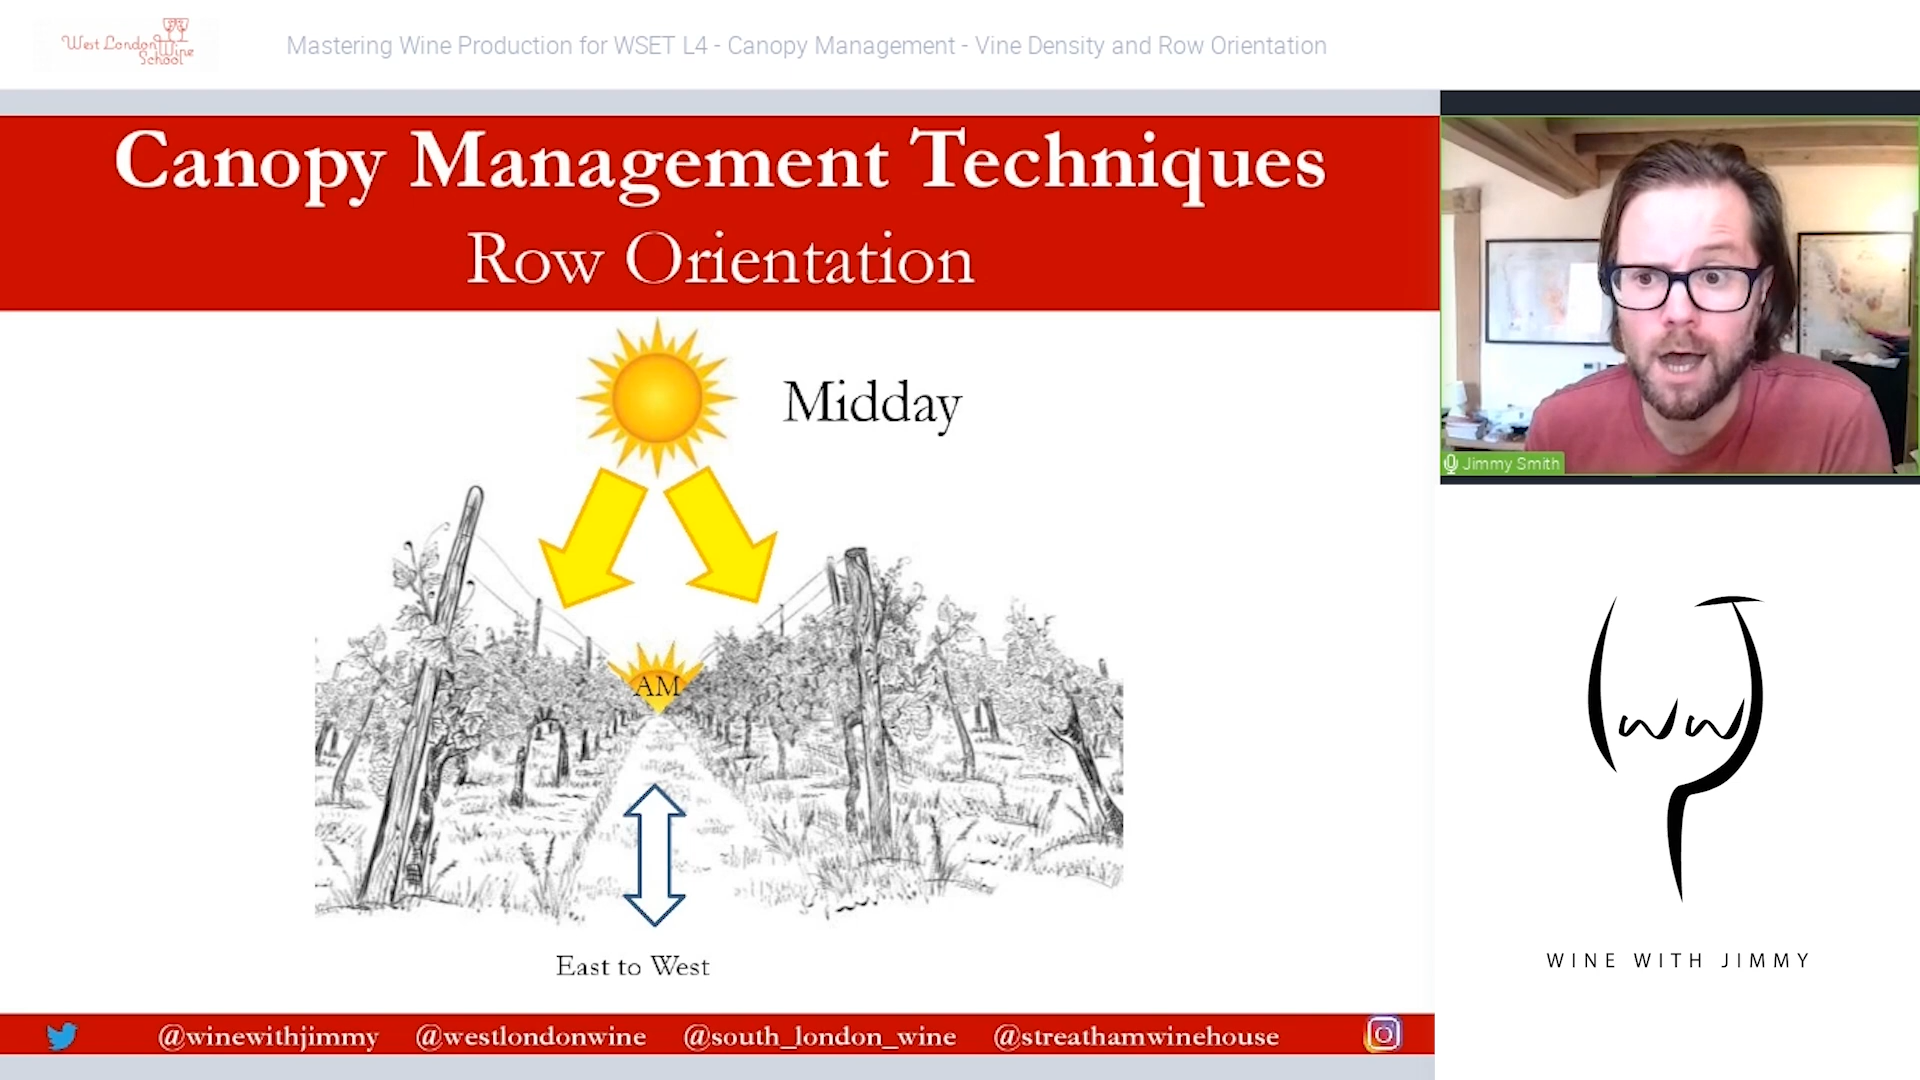 West London Wine School
Mastering Wine Production for WSET L4 - Canopy Management - Vine Density and Row Orientation
Canopy Management Techniques
Row Orientation
Midday
AM
East to West
@winewithjimmy @westlondonwine @south_london_wine @streathamwinehouse
Jimmy Smith
ww
WINE WITH JIMMY